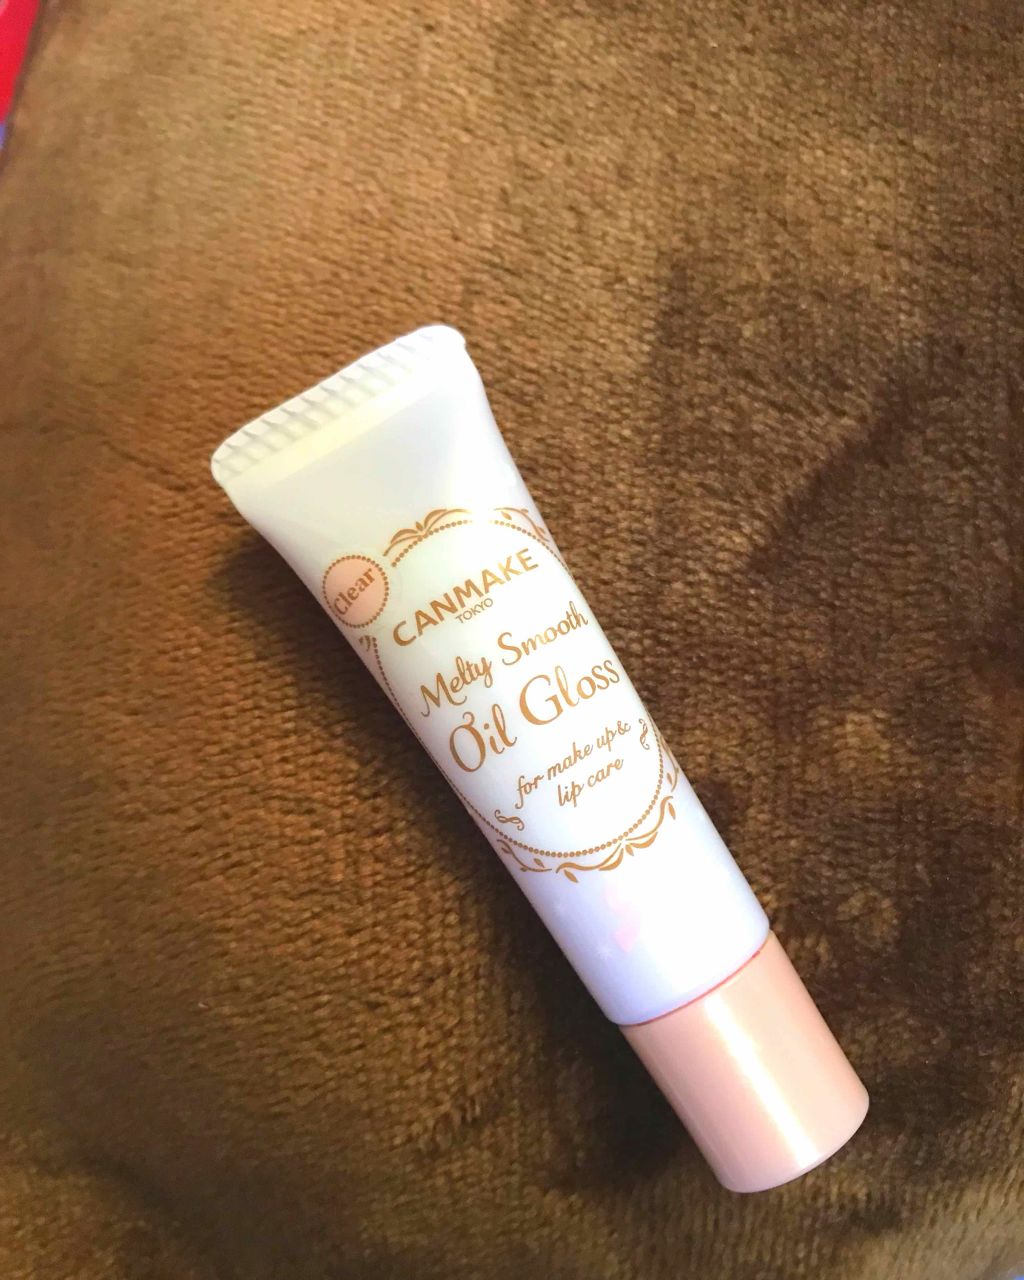 Clear
CANMAKE
TOKYO
Melty Smooth
Oil Gloss
for make up &
lip care